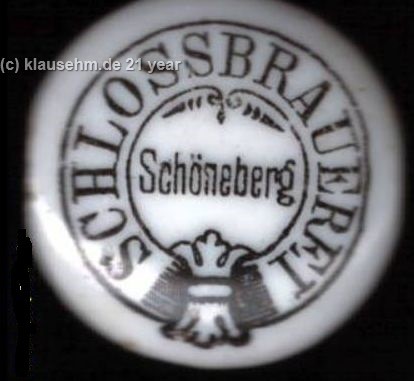 (c) klausehm.de 21 year
SCHLOSSBRAUEREI
Schöneberg